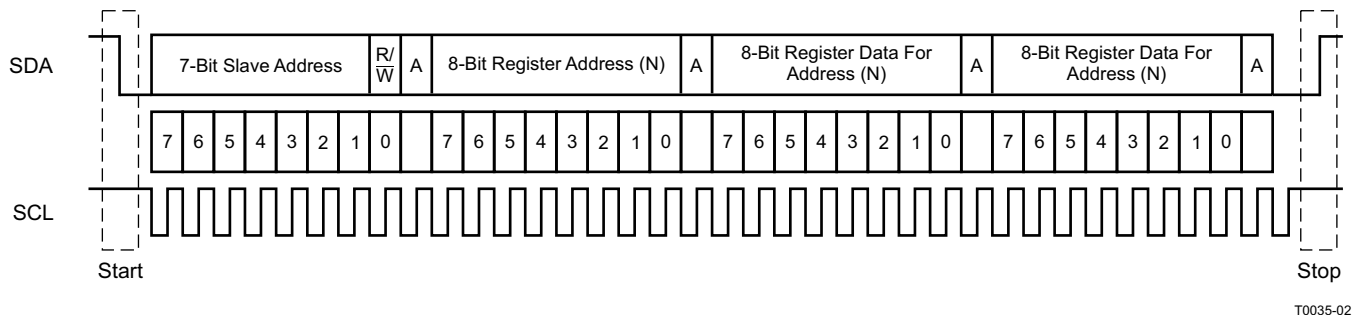 SDA
7-Bit Slave Address
R/
W
A
8-Bit Register Address (N)
A
8-Bit Register Data For
Address (N)
A
8-Bit Register Data For
Address (N)
A
7 6 5 4 3 2 1 0 7 6 5 4 3 2 1 0 7 6 5 4 3 2 1 0 7 6 5 4 3 2 1 0
SCL
Start
Stop
T0035-02